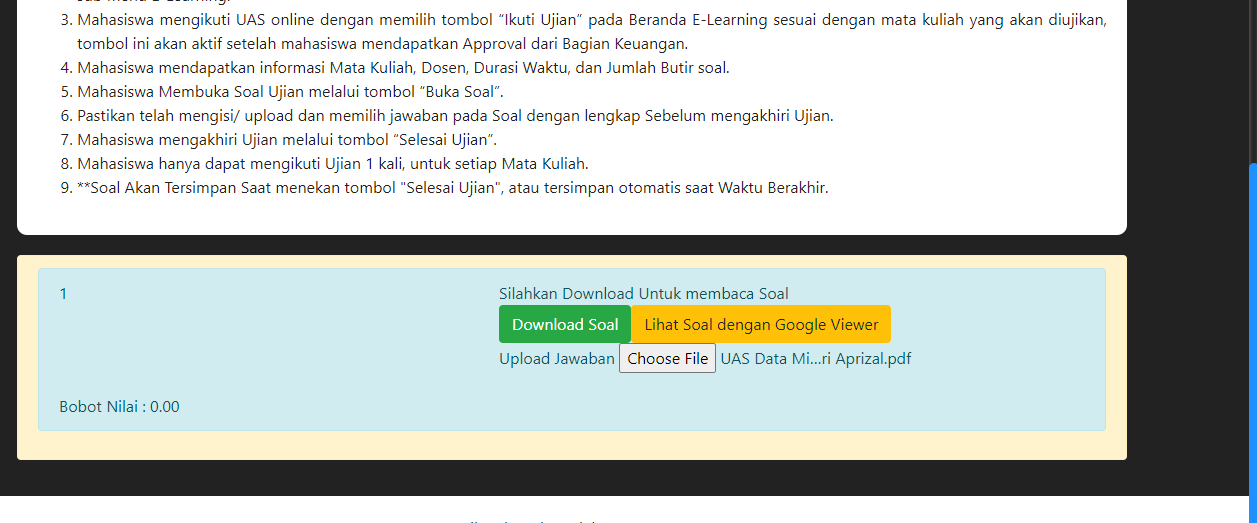 3. Mahasiswa mengikuti UAS online dengan memilih tombol “Ikuti Ujian” pada Beranda E-Learning sesuai dengan mata kuliah yang akan diujikan,
tombol ini akan aktif setelah mahasiswa mendapatkan Approval dari Bagian Keuangan.
4. Mahasiswa mendapatkan informasi Mata Kuliah, Dosen, Durasi Waktu, dan Jumlah Butir soal.
5. Mahasiswa Membuka Soal Ujian melalui tombol “Buka Soal”.
6. Pastikan telah mengisi/ upload dan memilih jawaban pada Soal dengan lengkap Sebelum mengakhiri Ujian.
7. Mahasiswa mengakhiri Ujian melalui tombol “Selesai Ujian”.
8. Mahasiswa hanya dapat mengikuti Ujian 1 kali, untuk setiap Mata Kuliah.
9. **Soal Akan Tersimpan Saat menekan tombol "Selesai Ujian", atau tersimpan otomatis saat Waktu Berakhir.
1
Silahkan Download Untuk membaca Soal
Download Soal Lihat Soal dengan Google Viewer
Upload Jawaban Choose File UAS Data Mi...ri Aprizal.pdf
Bobot Nilai : 0.00